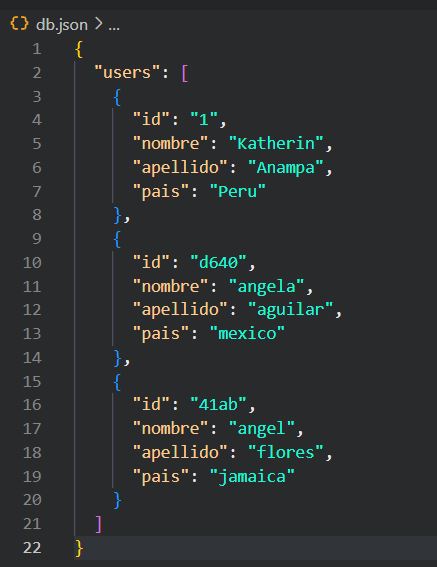 {} db.json > ...
1 {
2   "users": [
3     {
4       "id": "1",
5       "nombre": "Katherin",
6       "apellido": "Anampa",
7       "pais": "Peru"
8     },
9     {
10       "id": "d640",
11       "nombre": "angela",
12       "apellido": "aguilar",
13       "pais": "mexico"
14     },
15     {
16       "id": "41ab",
17       "nombre": "angel",
18       "apellido": "flores",
19       "pais": "jamaica"
20     }
21   ]
22 }